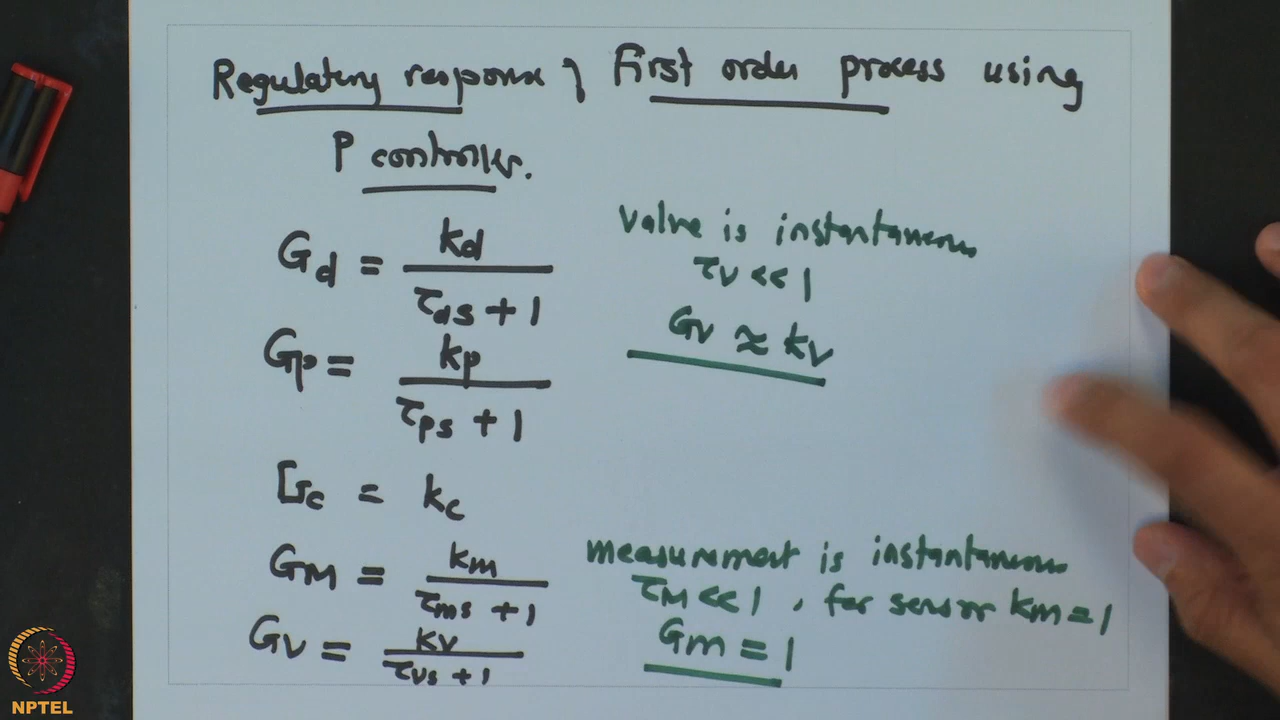 Regulatory response of First order process using
P controller.
Gd = kd / τds + 1
Gp = kp / τps + 1
Gc = kc
GM = km / τms + 1
Gv = kv / τvs + 1
valve is instantaneous
τv << 1
Gv ≈ kv
measurement is instantaneous
τM << 1, for sensor km = 1
Gm = 1
NPTEL